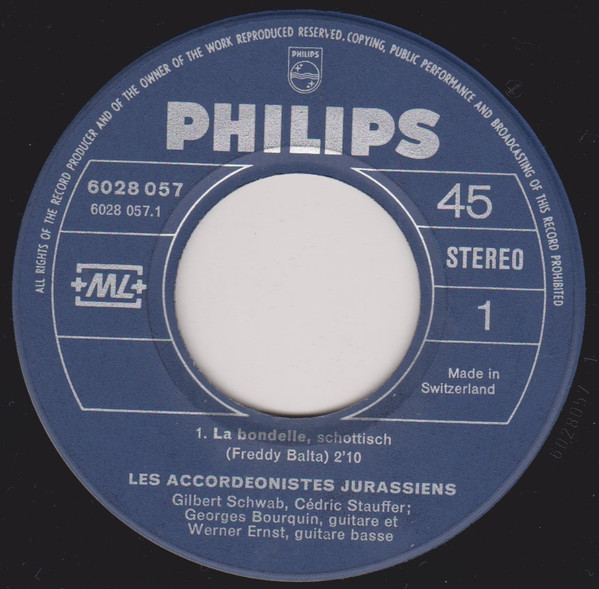 ALL RIGHTS OF THE RECORD PRODUCER AND OF THE OWNER OF THE WORK REPRODUCED RESERVED. COPYING, PUBLIC PERFORMANCE AND BROADCASTING OF THIS RECORD PROHIBITED
PHILIPS
PHILIPS
6028 057
6028 057.1
45
STEREO
ML
1
Made in
Switzerland
1. La bondelle, schottisch
(Freddy Balta) 2'10
LES ACCORDEONISTES JURASSIENS
Gilbert Schwab, Cédric Stauffer;
Georges Bourquin, guitare et
Werner Ernst, guitare basse
6028057 1